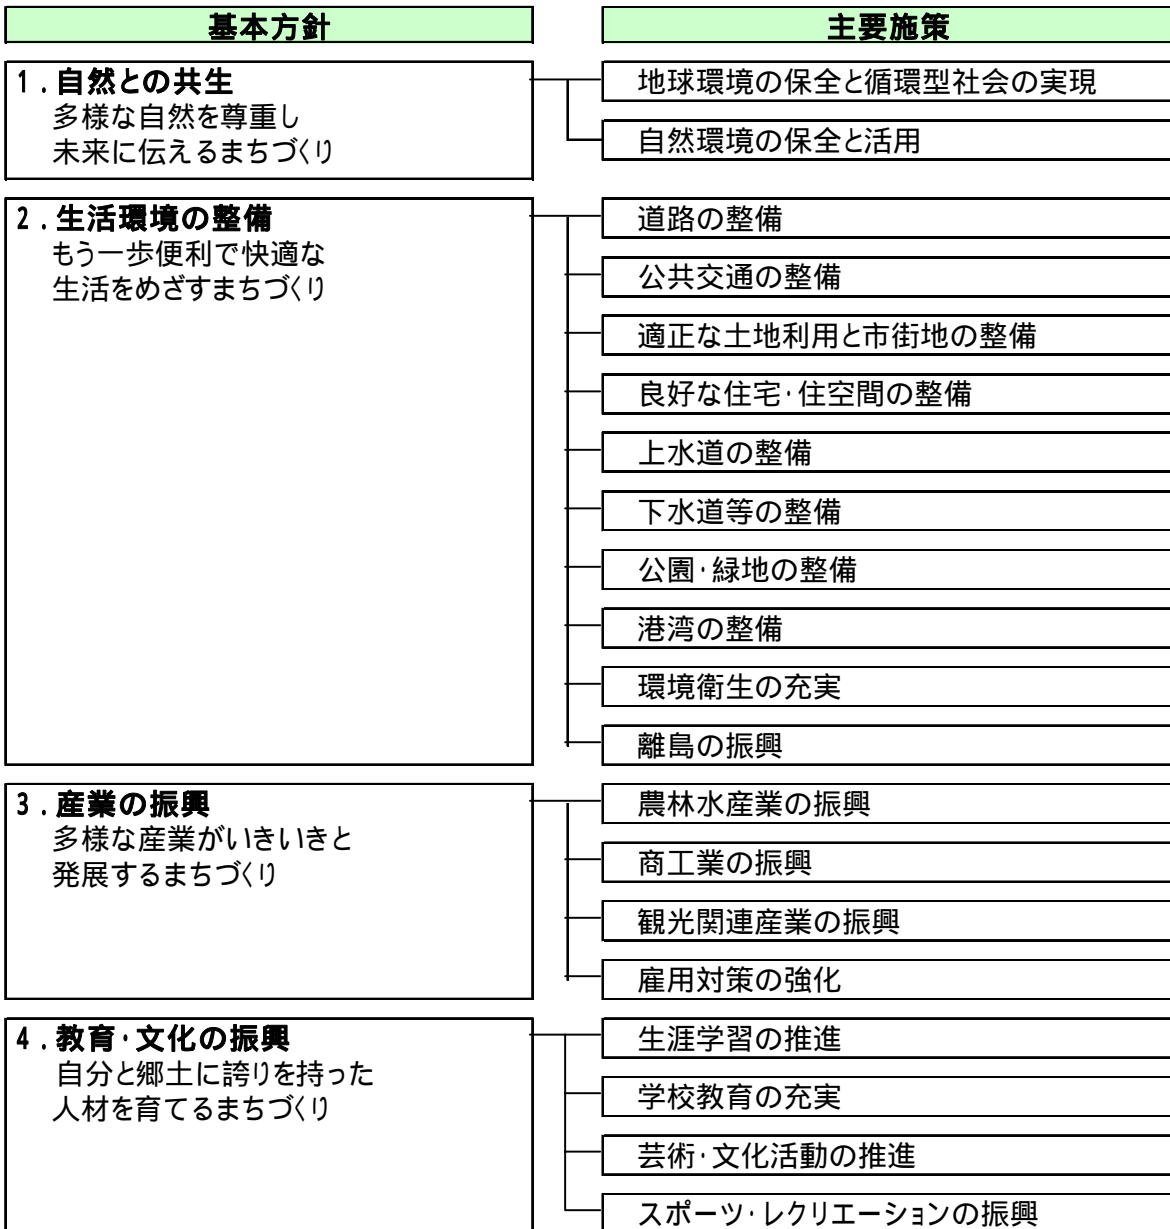 基本方針
主要施策
1．自然との共生
多様な自然を尊重し
未来に伝えるまちづくり
地球環境の保全と循環型社会の実現
自然環境の保全と活用
2．生活環境の整備
もう一歩便利で快適な
生活をめざすまちづくり
道路の整備
公共交通の整備
適正な土地利用と市街地の整備
良好な住宅・住空間の整備
上水道の整備
下水道等の整備
公園・緑地の整備
港湾の整備
環境衛生の充実
離島の振興
3．産業の振興
多様な産業がいきいきと
発展するまちづくり
農林水産業の振興
商工業の振興
観光関連産業の振興
雇用対策の強化
4．教育・文化の振興
自分と郷土に誇りを持った
人材を育てるまちづくり
生涯学習の推進
学校教育の充実
芸術・文化活動の推進
スポーツ・レクリエーションの振興